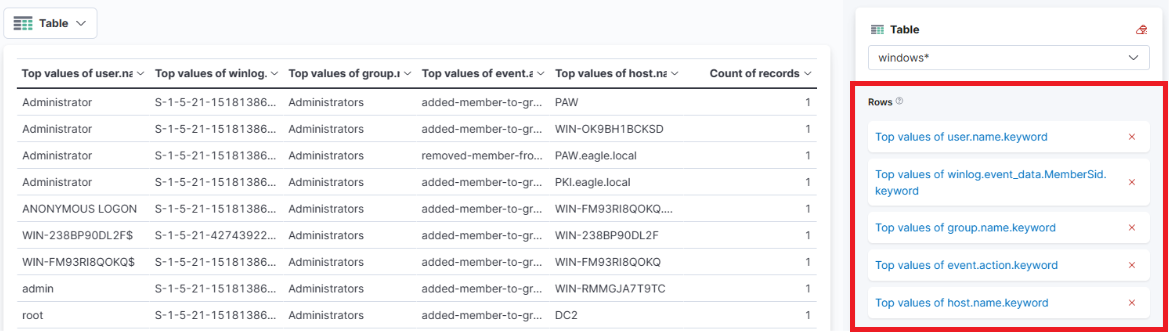 Table
Top values of user.na Top values of winlog. Top values of group.r Top values of event.a Top values of host.na Count of records
Administrator S-1-5-21-15181386... Administrators added-member-to-gr... PAW 1
Administrator S-1-5-21-15181386... Administrators added-member-to-gr... WIN-OK9BH1BCKSD 1
Administrator S-1-5-21-15181386... Administrators removed-member-fro... PAW.eagle.local 1
Administrator S-1-5-21-15181386... Administrators added-member-to-gr... PKI.eagle.local 1
ANONYMOUS LOGON S-1-5-21-15181386... Administrators added-member-to-gr... WIN-FM93RI8QOKQ.... 1
WIN-238BP90DL2F$ S-1-5-21-42743922... Administrators added-member-to-gr... WIN-238BP90DL2F 1
WIN-FM93RI8QOKQ$ S-1-5-21-15181386... Administrators added-member-to-gr... WIN-FM93RI8QOKQ 1
admin S-1-5-21-15181386... Administrators added-member-to-gr... WIN-RMMGJA7T9TC 1
root S-1-5-21-15181386... Administrators added-member-to-gr... DC2 1
Table
windows*
Rows
Top values of user.name.keyword
Top values of winlog.event_data.MemberSid.
keyword
Top values of group.name.keyword
Top values of event.action.keyword
Top values of host.name.keyword